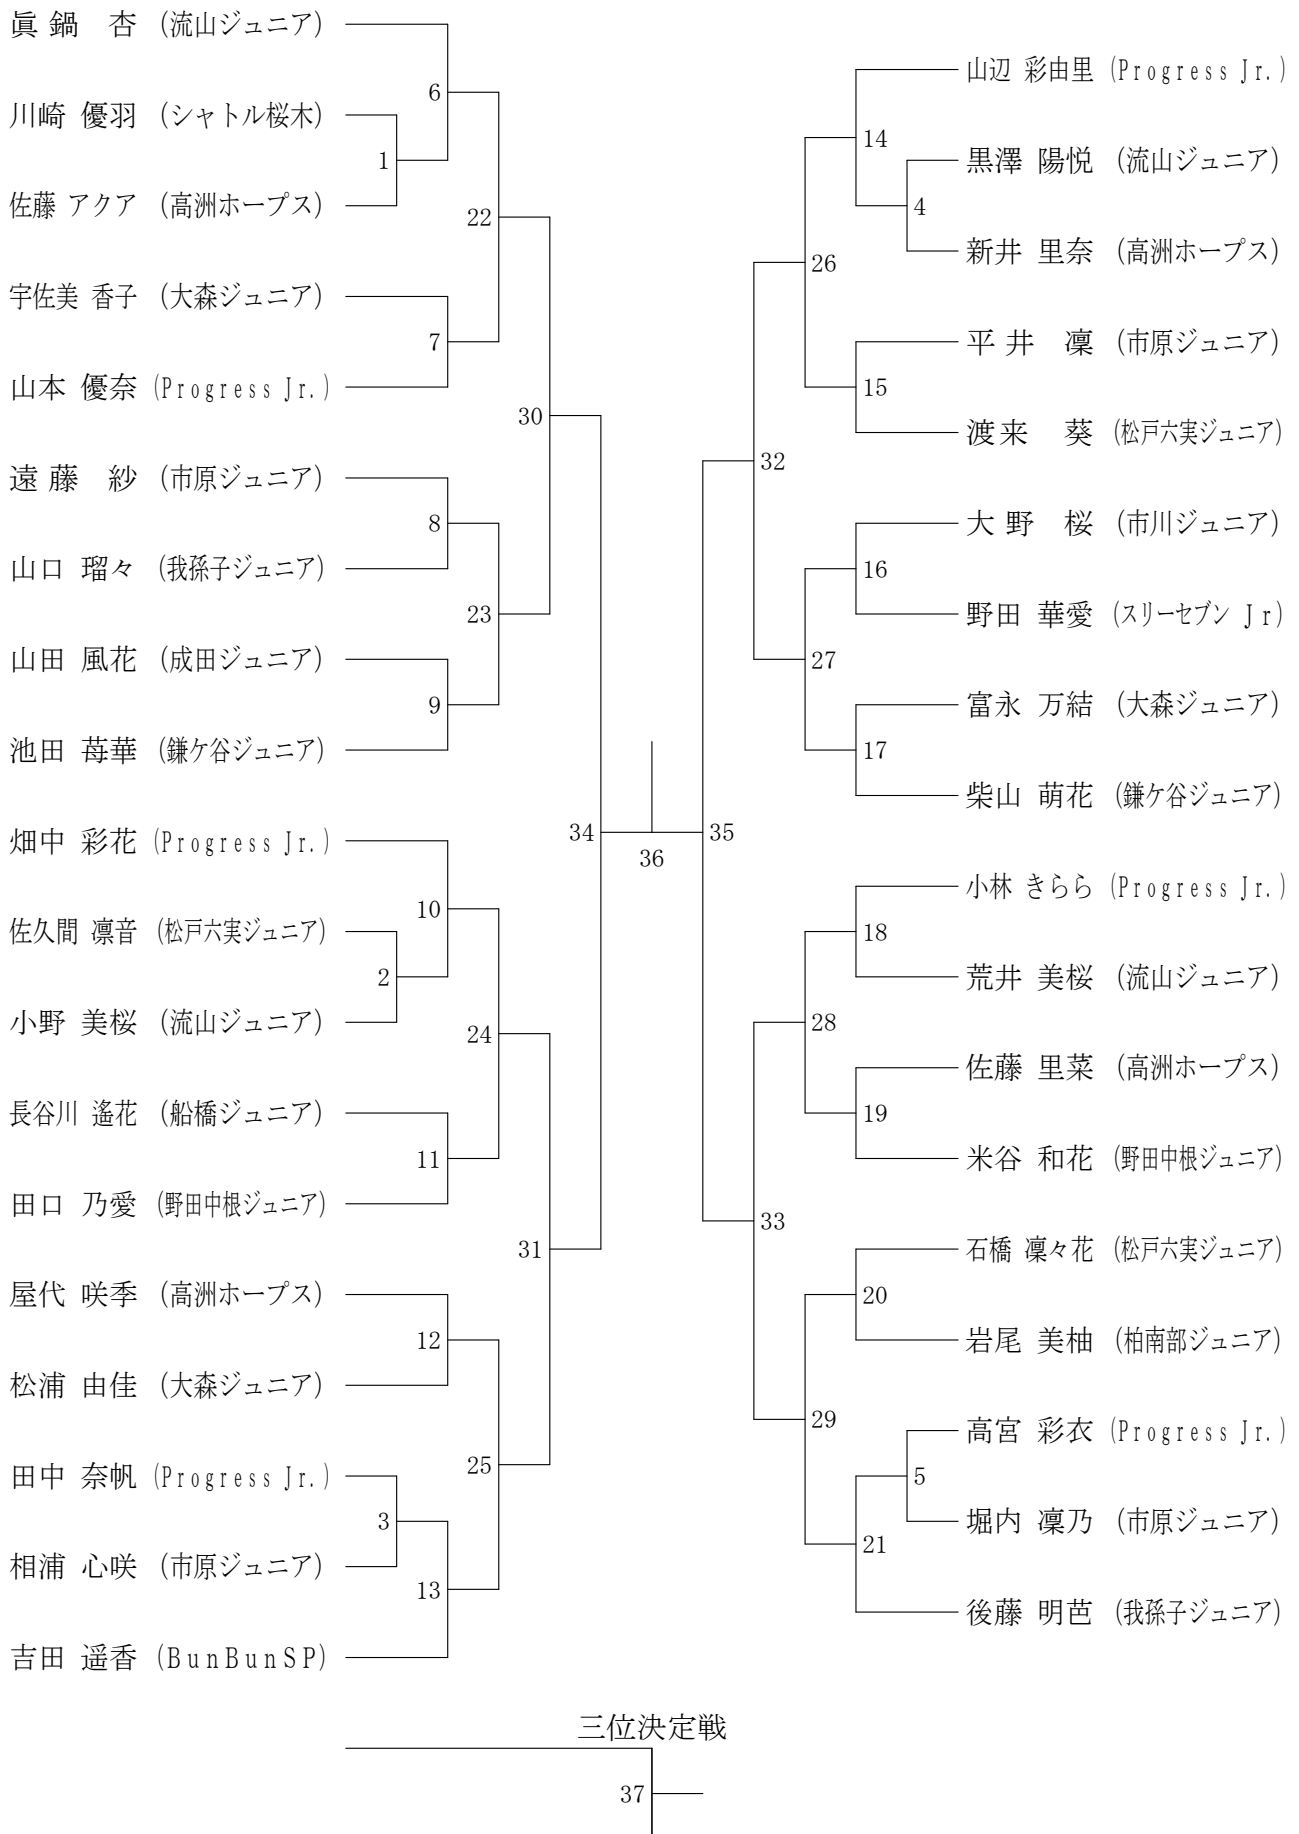 眞鍋 杏 (流山ジュニア)
川崎 優羽 (シャトル桜木)
佐藤 アクア (高洲ホープス)
宇佐美 香子 (大森ジュニア)
山本 優奈 (Progress Jr.)
遠藤 紗 (市原ジュニア)
山口 瑠々 (我孫子ジュニア)
山田 風花 (成田ジュニア)
池田 苺華 (鎌ケ谷ジュニア)
畑中 彩花 (Progress Jr.)
佐久間 凛音 (松戸六実ジュニア)
小野 美桜 (流山ジュニア)
長谷川 遙花 (船橋ジュニア)
田口 乃愛 (野田中根ジュニア)
屋代 咲季 (高洲ホープス)
松浦 由佳 (大森ジュニア)
田中 奈帆 (Progress Jr.)
相浦 心咲 (市原ジュニア)
吉田 遥香 (BunBunSP)
1
2
3
6
7
8
9
10
11
12
13
22
23
24
25
30
31
34
36
35
32
33
26
27
28
29
14
15
16
17
18
19
20
21
4
5
山辺 彩由里 (Progress Jr.)
黒澤 陽悦 (流山ジュニア)
新井 里奈 (高洲ホープス)
平井 凜 (市原ジュニア)
渡来 葵 (松戸六実ジュニア)
大野 桜 (市川ジュニア)
野田 華愛 (スリーセブン Jr)
富永 万結 (大森ジュニア)
柴山 萌花 (鎌ケ谷ジュニア)
小林 きらら (Progress Jr.)
荒井 美桜 (流山ジュニア)
佐藤 里菜 (高洲ホープス)
米谷 和花 (野田中根ジュニア)
石橋 凜々花 (松戸六実ジュニア)
岩尾 美柚 (柏南部ジュニア)
高宮 彩衣 (Progress Jr.)
堀内 凜乃 (市原ジュニア)
後藤 明芭 (我孫子ジュニア)
三位決定戦
37